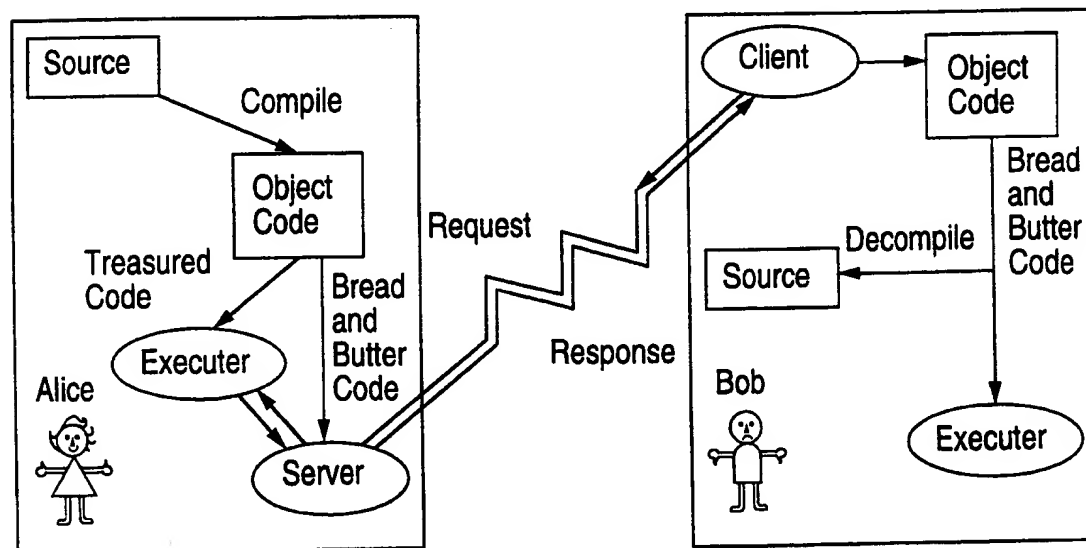 Source
Compile
Object
Code
Treasured
Code
Bread
and
Butter
Code
Executer
Alice
Server
Request
Response
Client
Object
Code
Bread
and
Butter
Code
Decompile
Source
Bob
Executer